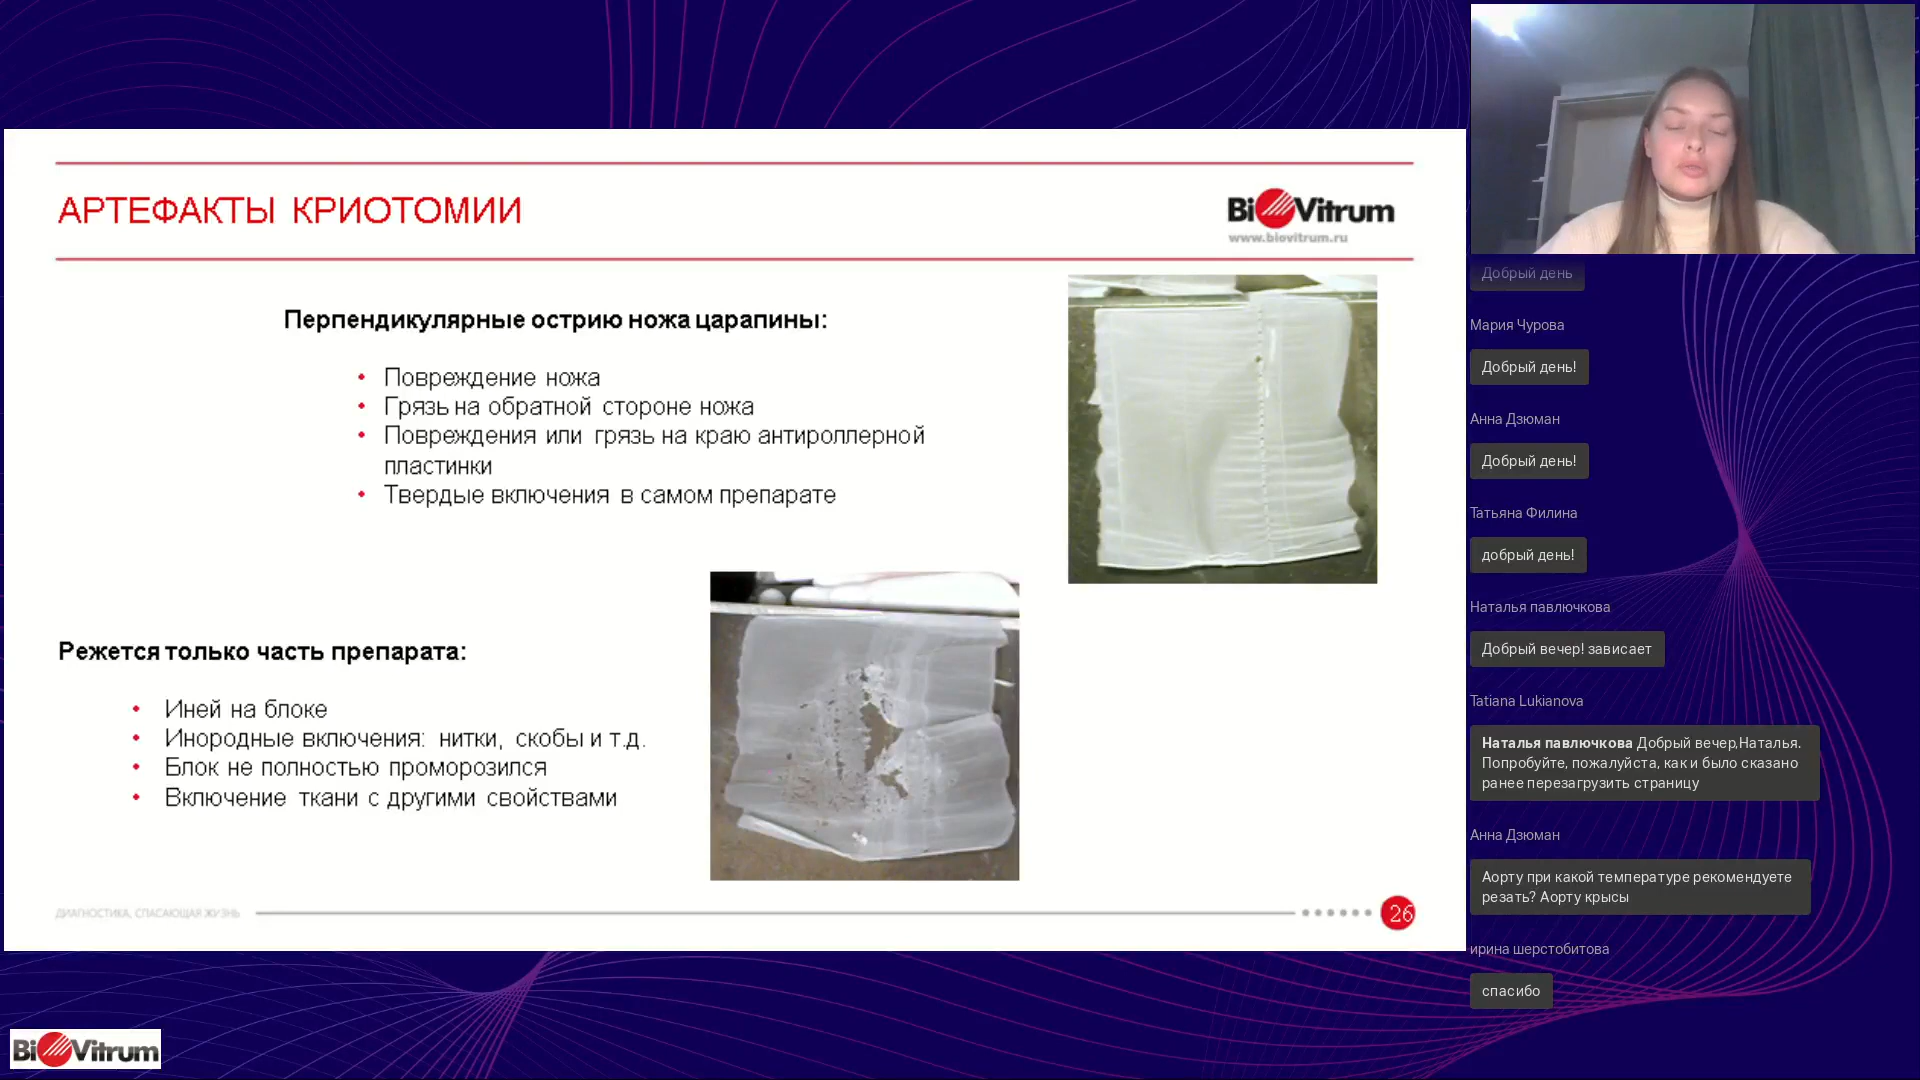 АРТЕФАКТЫ КРИОТОМИИ
BiOVitrum
www.biovitrum.ru
Перпендикулярные острию ножа царапины:
• Повреждение ножа
• Грязь на обратной стороне ножа
• Повреждения или грязь на краю антироллерной
пластинки
• Твердые включения в самом препарате
Режется только часть препарата:
• Иней на блоке
• Инородные включения: нитки, скобы и т.д.
• Блок не полностью проморозился
• Включение ткани с другими свойствами
ДИАГНОСТИКА, СПАСАЮЩАЯ ЖИЗНЬ
26
BiOVitrum
Добрый день
Мария Чурова
Добрый день!
Анна Дзюман
Добрый день!
Татьяна Филина
добрый день!
Наталья павлючкова
Добрый вечер! зависает
Tatiana Lukianova
Наталья павлючкова Добрый вечер,Наталья.
Попробуйте, пожалуйста, как и было сказано
ранее перезагрузить страницу
Анна Дзюман
Аорту при какой температуре рекомендуете
резать? Аорту крысы
ирина шерстобитова
спасибо